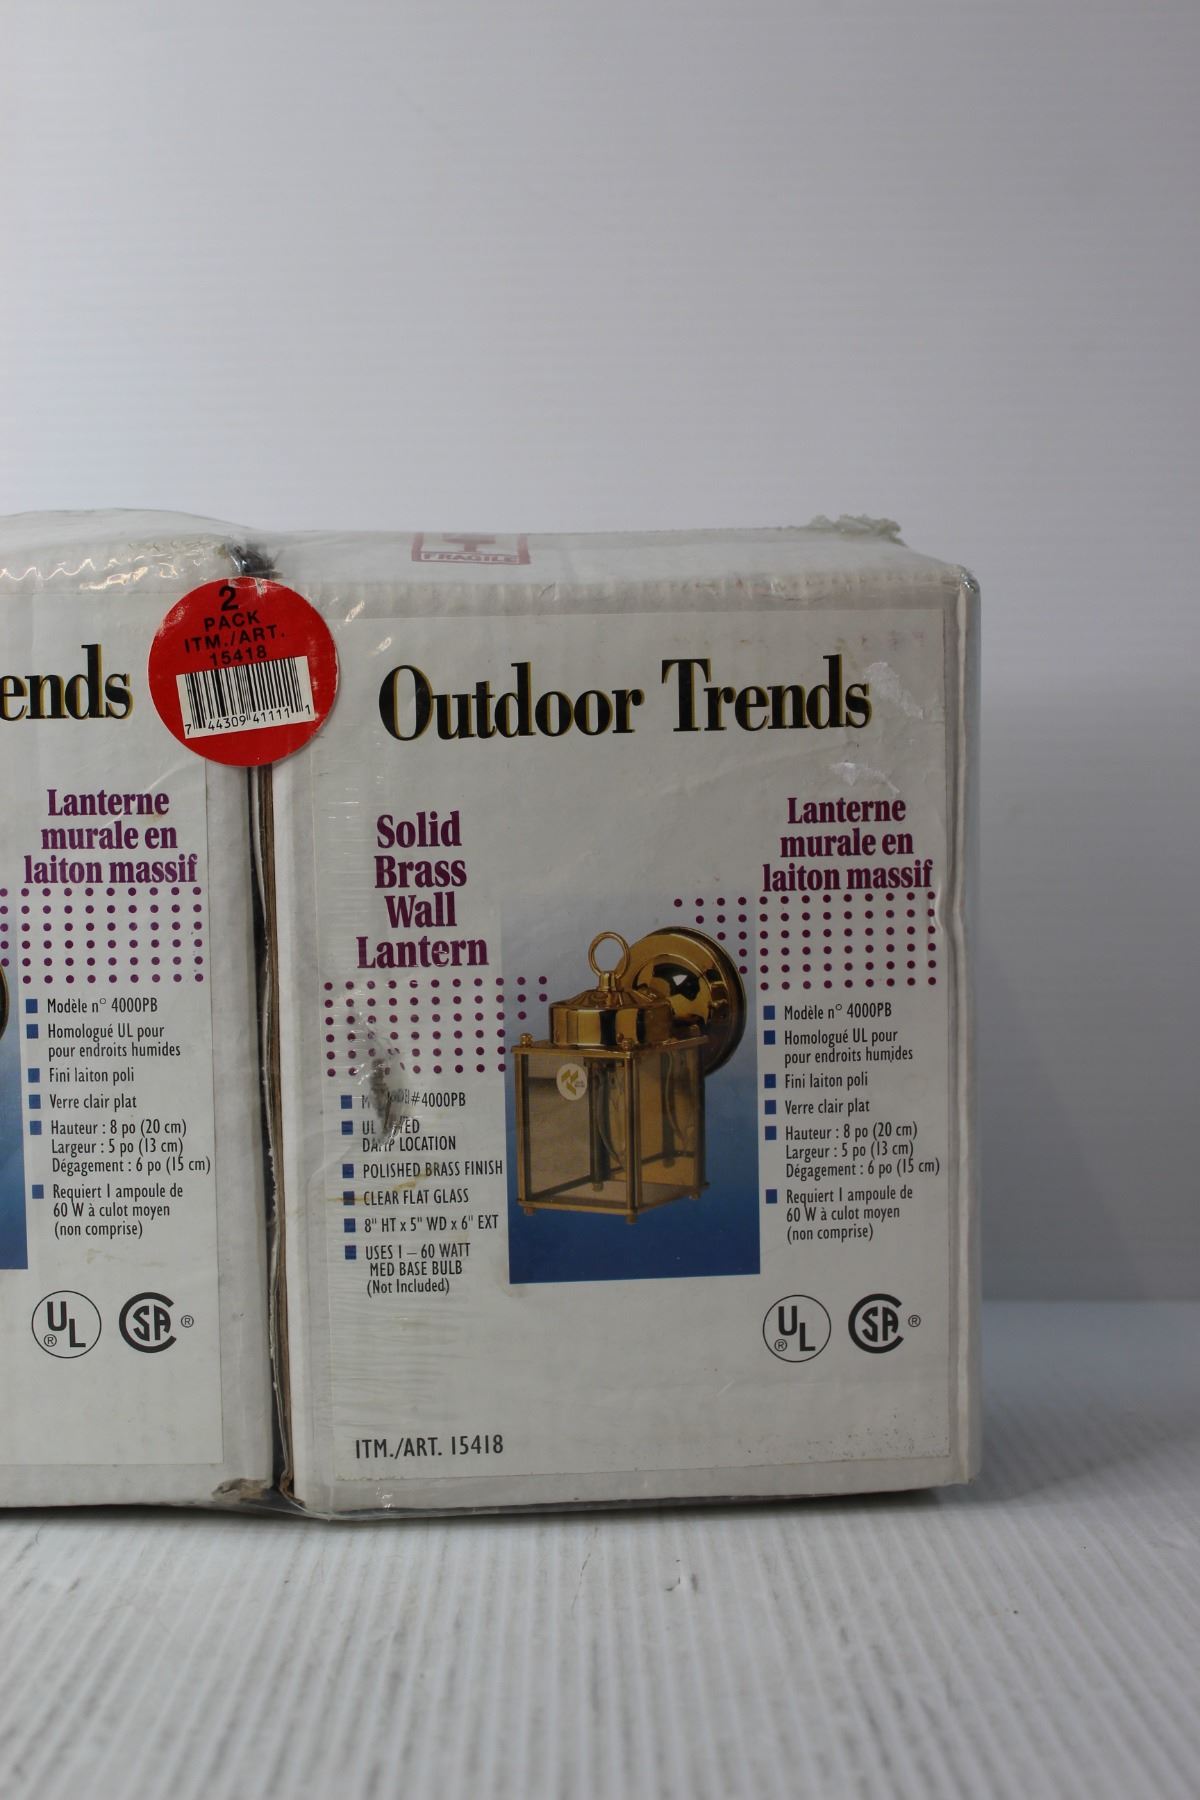 FRAGILE
2
PACK
ITM./ART.
15418
7 44309 41111 1
ends
Lanterne
murale en
laiton massif
Modèle n° 4000PB
Homologué UL pour
pour endroits humides
Fini laiton poli
Verre clair plat
Hauteur : 8 po (20 cm)
Largeur : 5 po (13 cm)
Dégagement : 6 po (15 cm)
Requiert 1 ampoule de
60 W à culot moyen
(non comprise)
UL ®
SA ®
Outdoor Trends
Solid
Brass
Wall
Lantern
#4000PB
UL
DAMP LOCATION
POLISHED BRASS FINISH
CLEAR FLAT GLASS
8" HT x 5" WD x 6" EXT
USES 1 – 60 WATT
MED BASE BULB
(Not Included)
Lanterne
murale en
laiton massif
Modèle n° 4000PB
Homologué UL pour
pour endroits humides
Fini laiton poli
Verre clair plat
Hauteur : 8 po (20 cm)
Largeur : 5 po (13 cm)
Dégagement : 6 po (15 cm)
Requiert 1 ampoule de
60 W à culot moyen
(non comprise)
UL ®
SA ®
ITM./ART. 15418